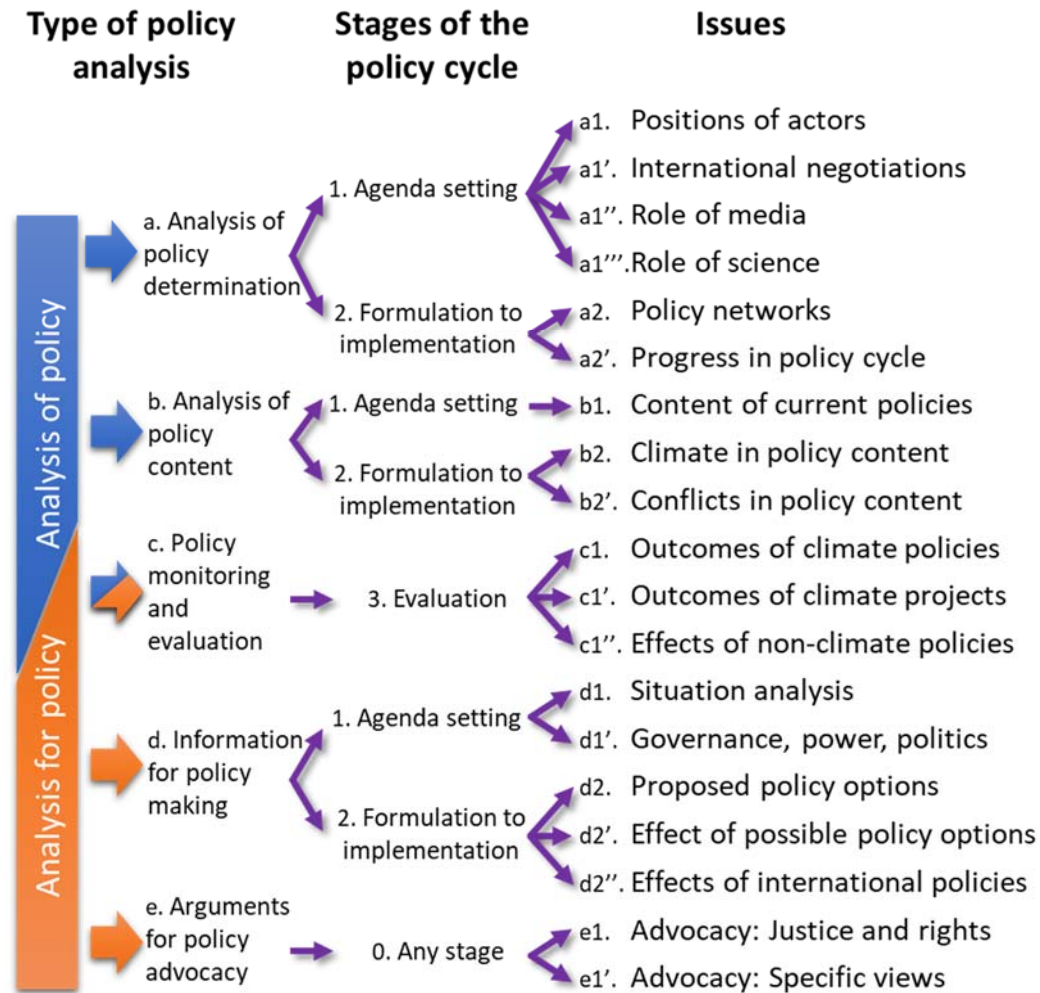 Type of policy
analysis
Stages of the
policy cycle
Issues
Analysis of policy
Analysis for policy
a. Analysis of
policy
determination
1. Agenda setting
a1. Positions of actors
a1'. International negotiations
a1''. Role of media
a1'''. Role of science
2. Formulation to
implementation
a2. Policy networks
a2'. Progress in policy cycle
b. Analysis of
policy
content
1. Agenda setting
b1. Content of current policies
2. Formulation to
implementation
b2. Climate in policy content
b2'. Conflicts in policy content
c. Policy
monitoring
and
evaluation
3. Evaluation
c1. Outcomes of climate policies
c1'. Outcomes of climate projects
c1''. Effects of non-climate policies
d. Information
for policy
making
1. Agenda setting
d1. Situation analysis
d1'. Governance, power, politics
2. Formulation to
implementation
d2. Proposed policy options
d2'. Effect of possible policy options
d2''. Effects of international policies
e. Arguments
for policy
advocacy
0. Any stage
e1. Advocacy: Justice and rights
e1'. Advocacy: Specific views